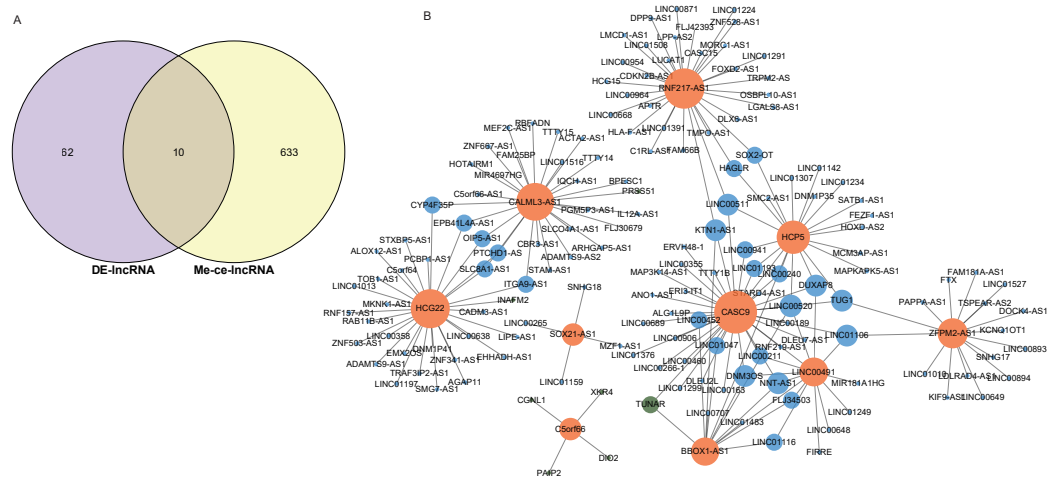 A
62
10
633
DE-lncRNA
Me-ce-lncRNA
B
LINC00871
LINC01224
DPP9-AS1
FLJ42393
ZNF528-AS1
LMCD1-AS1
LPP-AS2
LINC01508
MORC1-AS1
CASC15
LINC01291
LINC00954
LUCAT1
FOXD2-AS1
HCG15
CDKN2B-AS1
TRPM2-AS
RNF217-AS1
LINC00964
OSBPL10-AS1
APTR
LGALS8-AS1
LINC00668
DLX6-AS1
HLA-F-AS1
LINC01391
TMPO-AS1
C1RL-AS1
FAM66B
SOX2-OT
HAGLR
RBFADN
MEF2C-AS1
TTTY15
ACTA2-AS1
ZNF667-AS1
FAM25BP
TTTY14
HOTAIRM1
LINC01516
MIR4697HG
IQCH-AS1
BPESC1
C5orf66-AS1
PRSS51
CYP4F35P
CALML3-AS1
PGM5P3-AS1
IL12A-AS1
EPB41L4A-AS1
SLCO4A1-AS1
FLJ30679
OIP5-AS1
CBR3-AS1
ARHGAP5-AS1
PTCHD1-AS
ADAMTS9-AS2
SLC8A1-AS1
STAM-AS1
ITGA9-AS1
STXBP5-AS1
ALOX12-AS1
PCBP1-AS1
C5orf64
TOB1-AS1
LINC01013
MKNK1-AS1
HCG22
INAFM2
RNF157-AS1
CADM3-AS1
RAB11B-AS1
LINC00265
LINC00358
LINC00638
LIPE-AS1
ZNF503-AS1
DNM1P41
EMX2OS
ZNF341-AS1
EHHADH-AS1
ADAMTS9-AS1
TRAF3IP2-AS1
LINC01197
AGAP11
SMG7-AS1
SNHG18
SOX21-AS1
MZF1-AS1
LINC01159
XKR4
CGNL1
C5orf66
DIO2
PAIP2
LINC01142
LINC01307
LINC01234
SMC2-AS1
DNM1P35
SATB1-AS1
LINC00511
FEZF1-AS1
HOXD-AS2
KTN1-AS1
HCP5
MCM3AP-AS1
ERVH48-1
LINC00941
MAPKAPK5-AS1
LINC00355
LINC01193
TTTY1B
LINC00240
MAP3K14-AS1
DUXAP8
ERI3-IT1
STARD4-AS1
ANO1-AS1
TUG1
ALG1L9P
CASC9
LINC00520
LINC00452
LINC00689
LINC00189
LINC00906
DLEU7-AS1
LINC01106
LINC01047
RNF219-AS1
LINC01376
LINC00460
LINC00211
LINC00266-1
DNM3OS
LINC00491
DLEU2L
NNT-AS1
MIR181A1HG
LINC01299
LINC00163
TUNAR
FLJ34503
LINC00707
LINC01249
LINC01483
LINC00648
BBOX1-AS1
LINC01116
FIRRE
FAM181A-AS1
FTX
LINC01527
PAPPA-AS1
TSPEAR-AS2
DOCK4-AS1
ZFPM2-AS1
KCNQ1OT1
LINC00893
SNHG17
LINC01010
LDLRAD4-AS1
LINC00894
KIF9-AS1
LINC00649